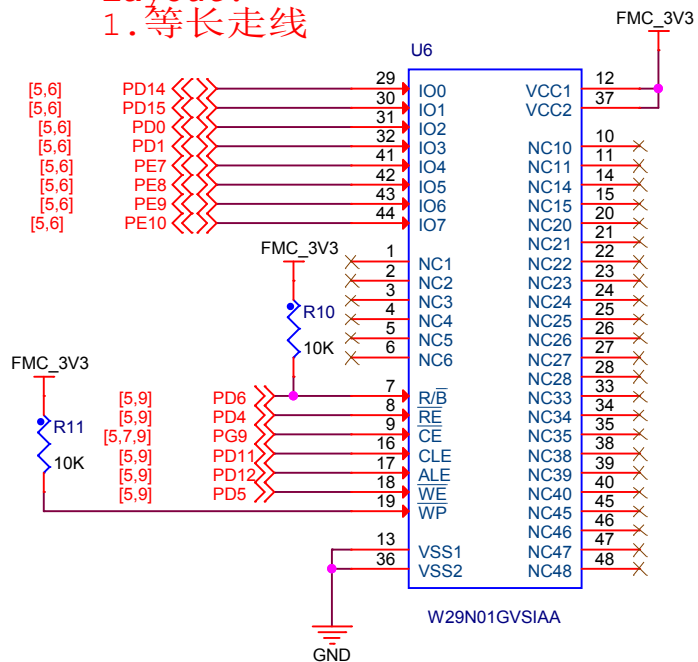 1.等长走线
FMC_3V3
U6
[5,6] PD14 29 IO0 VCC1 12
[5,6] PD15 30 IO1 VCC2 37
[5,6] PD0 31 IO2
[5,6] PD1 32 IO3 NC10 10
[5,6] PE7 41 IO4 NC11 11
[5,6] PE8 42 IO5 NC14 14
[5,6] PE9 43 IO6 NC15 15
[5,6] PE10 44 IO7 NC20 20
NC21 21
FMC_3V3 1 NC1 NC22 22
2 NC2 NC23 23
3 NC3 NC24 24
R10 4 NC4 NC25 25
5 NC5 NC26 26
10K 6 NC6 NC27 27
NC28 28
FMC_3V3
[5,9] PD6 7 R/B NC33 33
[5,9] PD4 8 RE NC34 34
R11 [5,7,9] PG9 9 CE NC35 35
[5,9] PD11 16 CLE NC38 38
10K [5,9] PD12 17 ALE NC39 39
[5,9] PD5 18 WE NC40 40
19 WP NC45 45
NC46 46
13 VSS1 NC47 47
36 VSS2 NC48 48
W29N01GVSIAA
GND